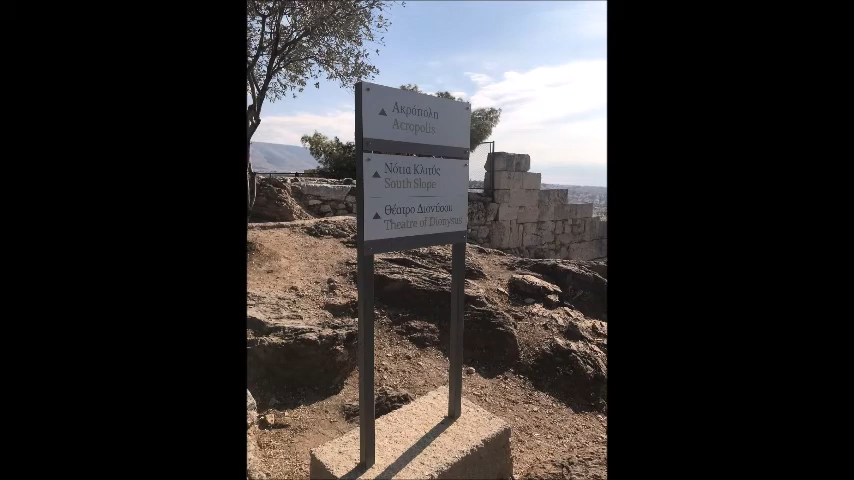 Ακρόπολη
Acropolis
Νότια Κλιτύς
South Slope
Θέατρο Διονύσου
Theatre of Dionysus